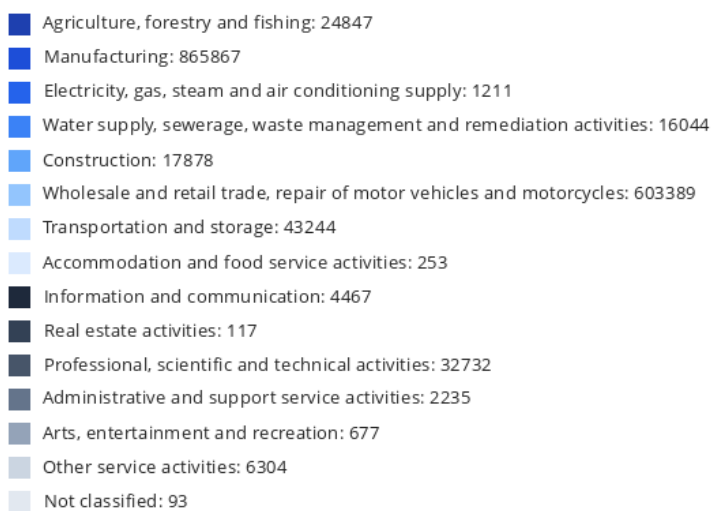 Agriculture, forestry and fishing: 24847
Manufacturing: 865867
Electricity, gas, steam and air conditioning supply: 1211
Water supply, sewerage, waste management and remediation activities: 16044
Construction: 17878
Wholesale and retail trade, repair of motor vehicles and motorcycles: 603389
Transportation and storage: 43244
Accommodation and food service activities: 253
Information and communication: 4467
Real estate activities: 117
Professional, scientific and technical activities: 32732
Administrative and support service activities: 2235
Arts, entertainment and recreation: 677
Other service activities: 6304
Not classified: 93